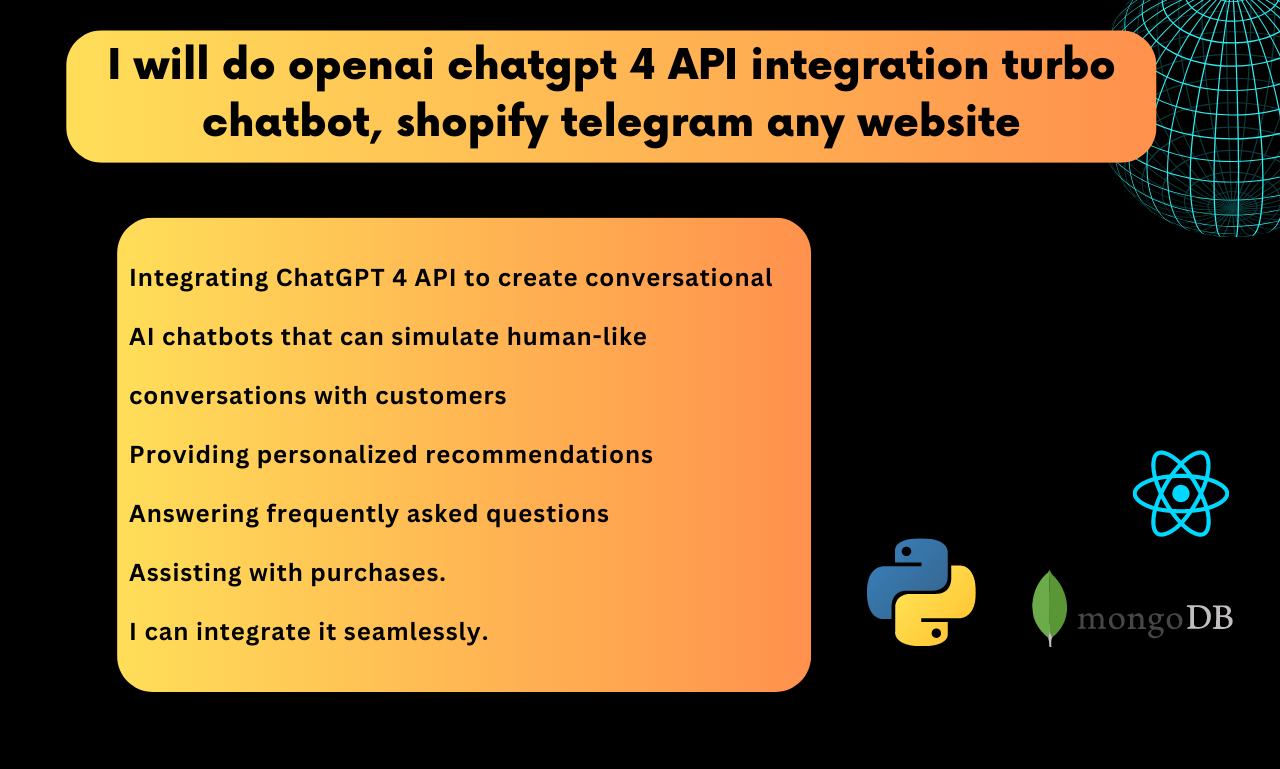 I will do openai chatgpt 4 API integration turbo
chatbot, shopify telegram any website
Integrating ChatGPT 4 API to create conversational
AI chatbots that can simulate human-like
conversations with customers
Providing personalized recommendations
Answering frequently asked questions
Assisting with purchases.
I can integrate it seamlessly.
mongoDB